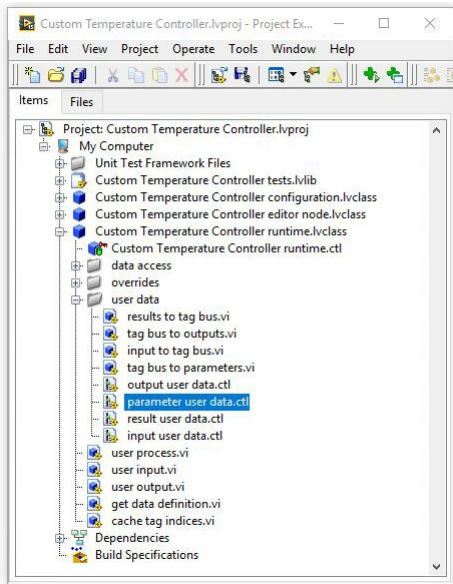 Custom Temperature Controller.lvproj - Project Ex...
File Edit View Project Operate Tools Window Help
Items Files
Project: Custom Temperature Controller.lvproj
My Computer
Unit Test Framework Files
Custom Temperature Controller tests.lvlib
Custom Temperature Controller configuration.lvclass
Custom Temperature Controller editor node.lvclass
Custom Temperature Controller runtime.lvclass
Custom Temperature Controller runtime.ctl
data access
overrides
user data
results to tag bus.vi
tag bus to outputs.vi
input to tag bus.vi
tag bus to parameters.vi
output user data.ctl
parameter user data.ctl
result user data.ctl
input user data.ctl
user process.vi
user input.vi
user output.vi
get data definition.vi
cache tag indices.vi
Dependencies
Build Specifications